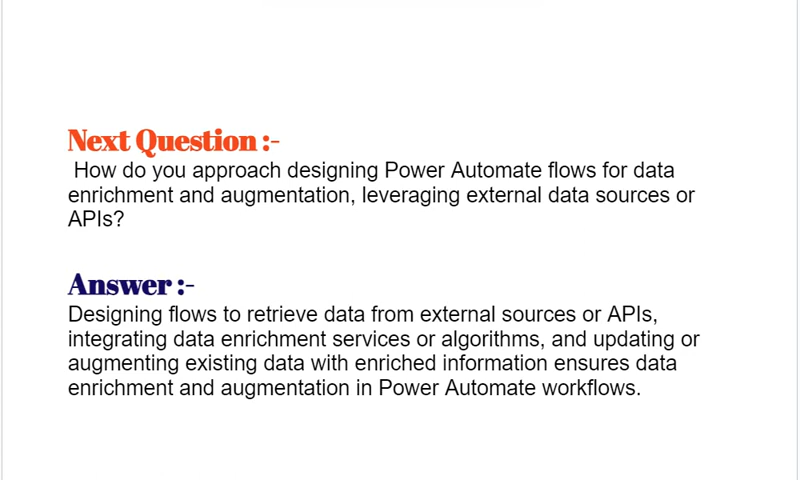 Next Question :-
How do you approach designing Power Automate flows for data
enrichment and augmentation, leveraging external data sources or
APIs?
Answer :-
Designing flows to retrieve data from external sources or APIs,
integrating data enrichment services or algorithms, and updating or
augmenting existing data with enriched information ensures data
enrichment and augmentation in Power Automate workflows.